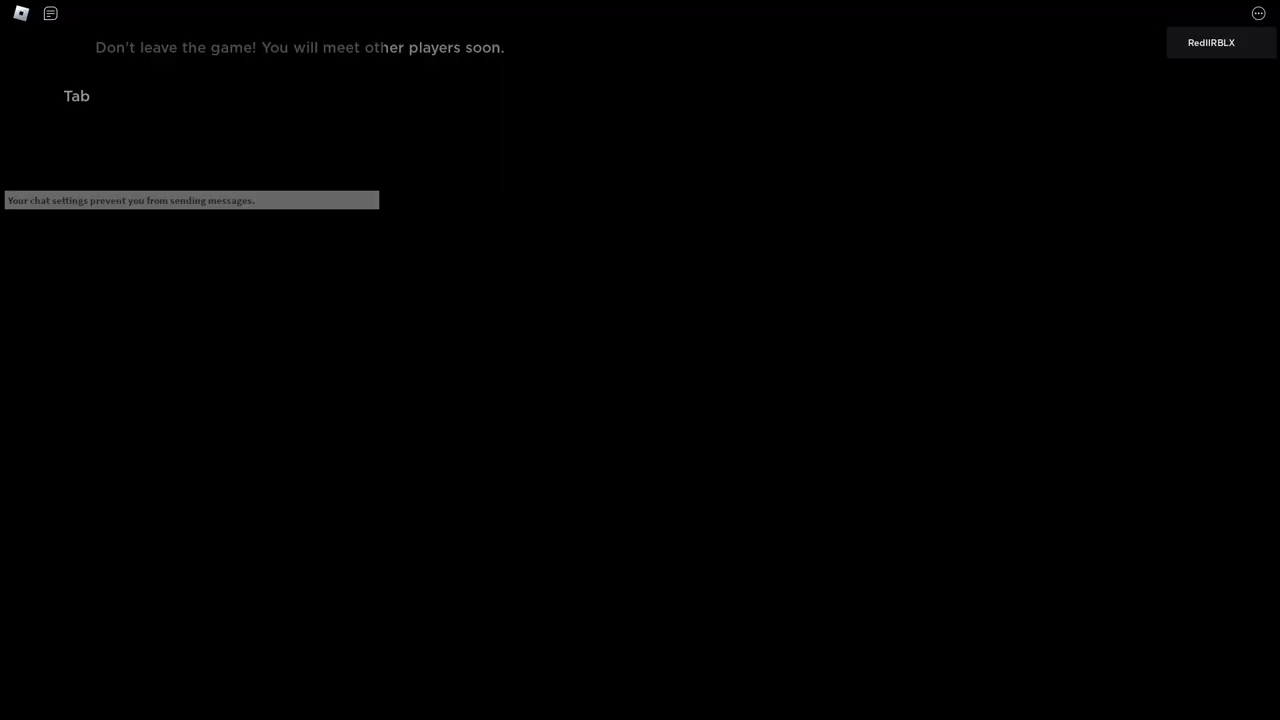 Don't leave the game! You will meet other players soon.
RedIIRBLX
Tab
Your chat settings prevent you from sending messages.